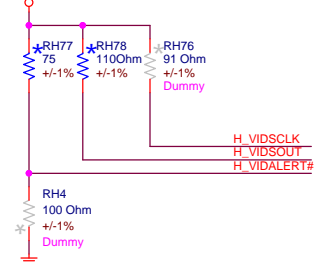 RH77
75
+/-1%
RH78
110Ohm
+/-1%
RH76
91 Ohm
+/-1%
Dummy
H_VIDSCLK
H_VIDSOUT
H_VIDALERT#
RH4
100 Ohm
+/-1%
Dummy